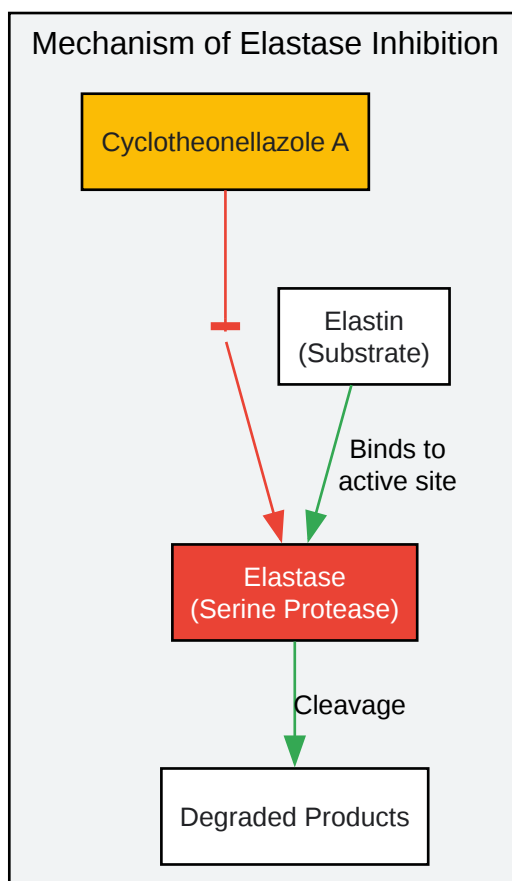 Mechanism of Elastase Inhibition
Cyclotheonellazole A
Elastin
(Substrate)
Binds to
active site
Elastase
(Serine Protease)
Cleavage
Degraded Products